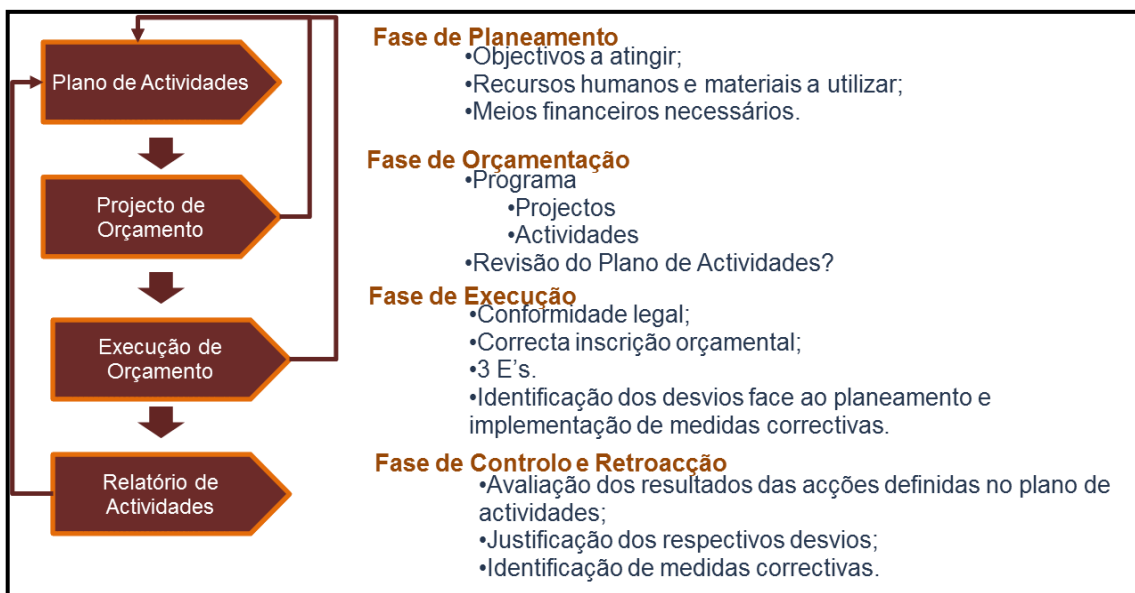 Plano de Actividades
Fase de Planeamento
•Objectivos a atingir;
•Recursos humanos e materiais a utilizar;
•Meios financeiros necessários.
Projecto de
Orçamento
Fase de Orçamentação
•Programa
•Projectos
•Actividades
•Revisão do Plano de Actividades?
Execução de
Orçamento
Fase de Execução
•Conformidade legal;
•Correcta inscrição orçamental;
•3 E's.
•Identificação dos desvios face ao planeamento e
implementação de medidas correctivas.
Relatório de
Actividades
Fase de Controlo e Retroacção
•Avaliação dos resultados das acções definidas no plano de
actividades;
•Justificação dos respectivos desvios;
•Identificação de medidas correctivas.